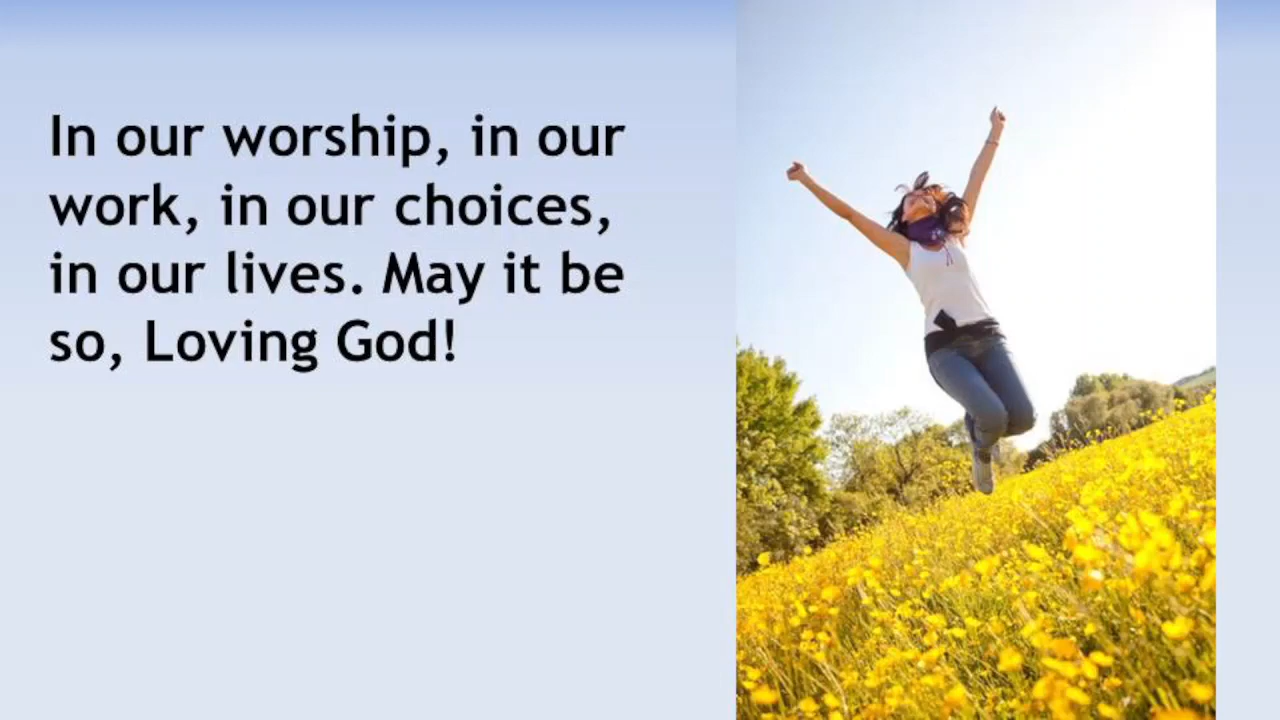 In our worship, in our
work, in our choices,
in our lives. May it be
so, Loving God!